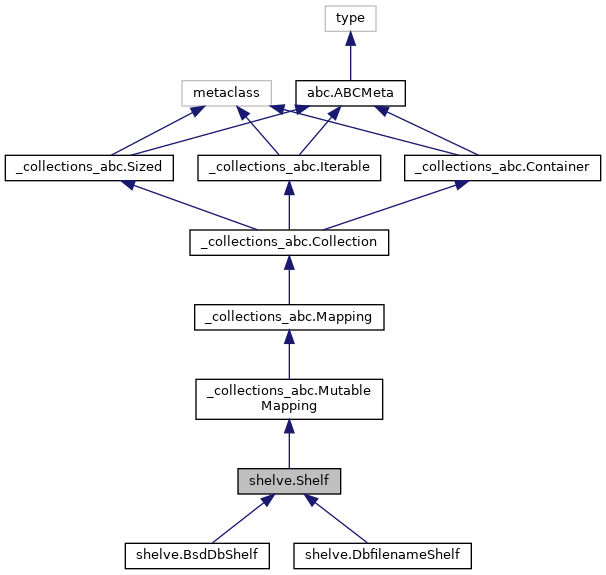 type
metaclass
abc.ABCMeta
_collections_abc.Sized
_collections_abc.Iterable
_collections_abc.Container
_collections_abc.Collection
_collections_abc.Mapping
_collections_abc.Mutable
Mapping
shelve.Shelf
shelve.BsdDbShelf
shelve.DbfilenameShelf